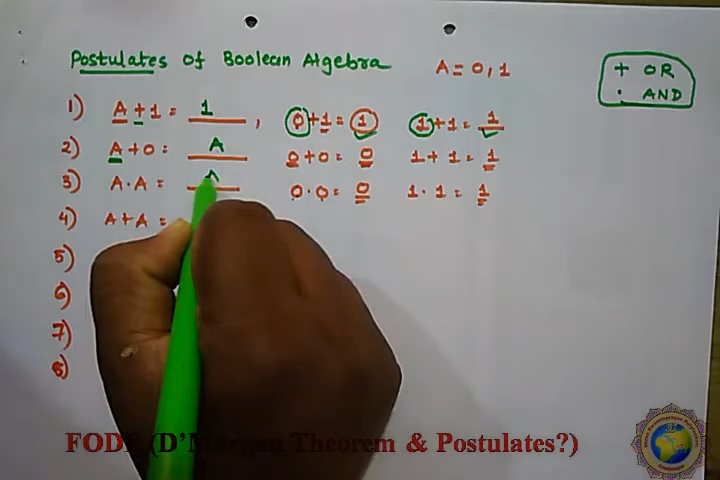 Postulates of Boolean Algebra
A = 0, 1
+ OR
· AND
1) A + 1 = 1 , 0 + 1 = 1 1 + 1 = 1
2) A + 0 = A 0 + 0 = 0 1 + 1 = 1
3) A · A = A 0 · 0 = 0 1 · 1 = 1
4) A + A =
5)
6)
7)
8)
(D'Morgan Theorem & Postulates?)